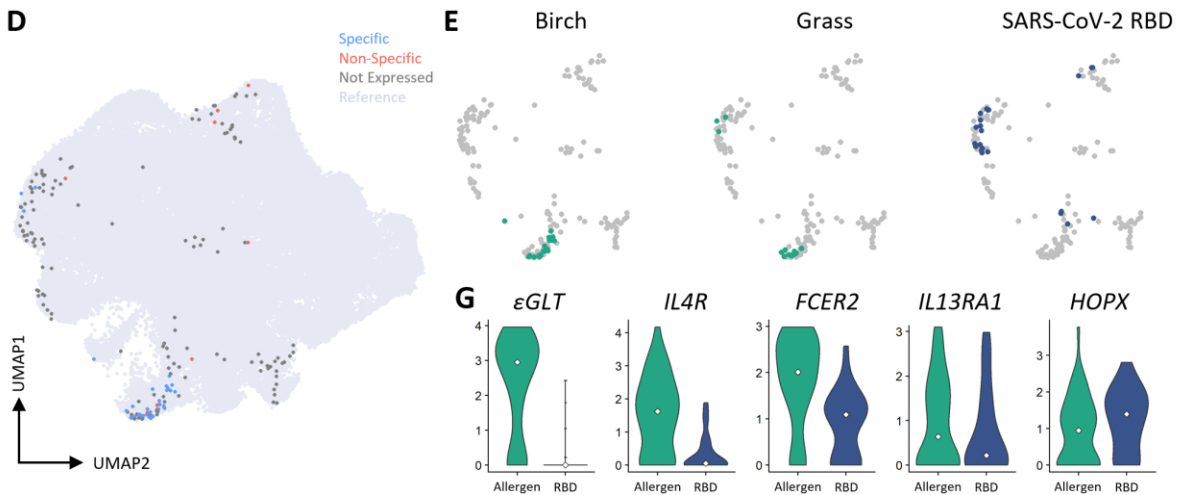 D
Specific
Non-Specific
Not Expressed
Reference
UMAP1
UMAP2
E
Birch
Grass
SARS-CoV-2 RBD
G
εGLT
IL4R
FCER2
IL13RA1
HOPX
4
3
2
1
0
Allergen
RBD
4
3
2
1
0
Allergen
RBD
3
2
1
0
Allergen
RBD
3
2
1
0
Allergen
RBD
3
2
1
0
Allergen
RBD